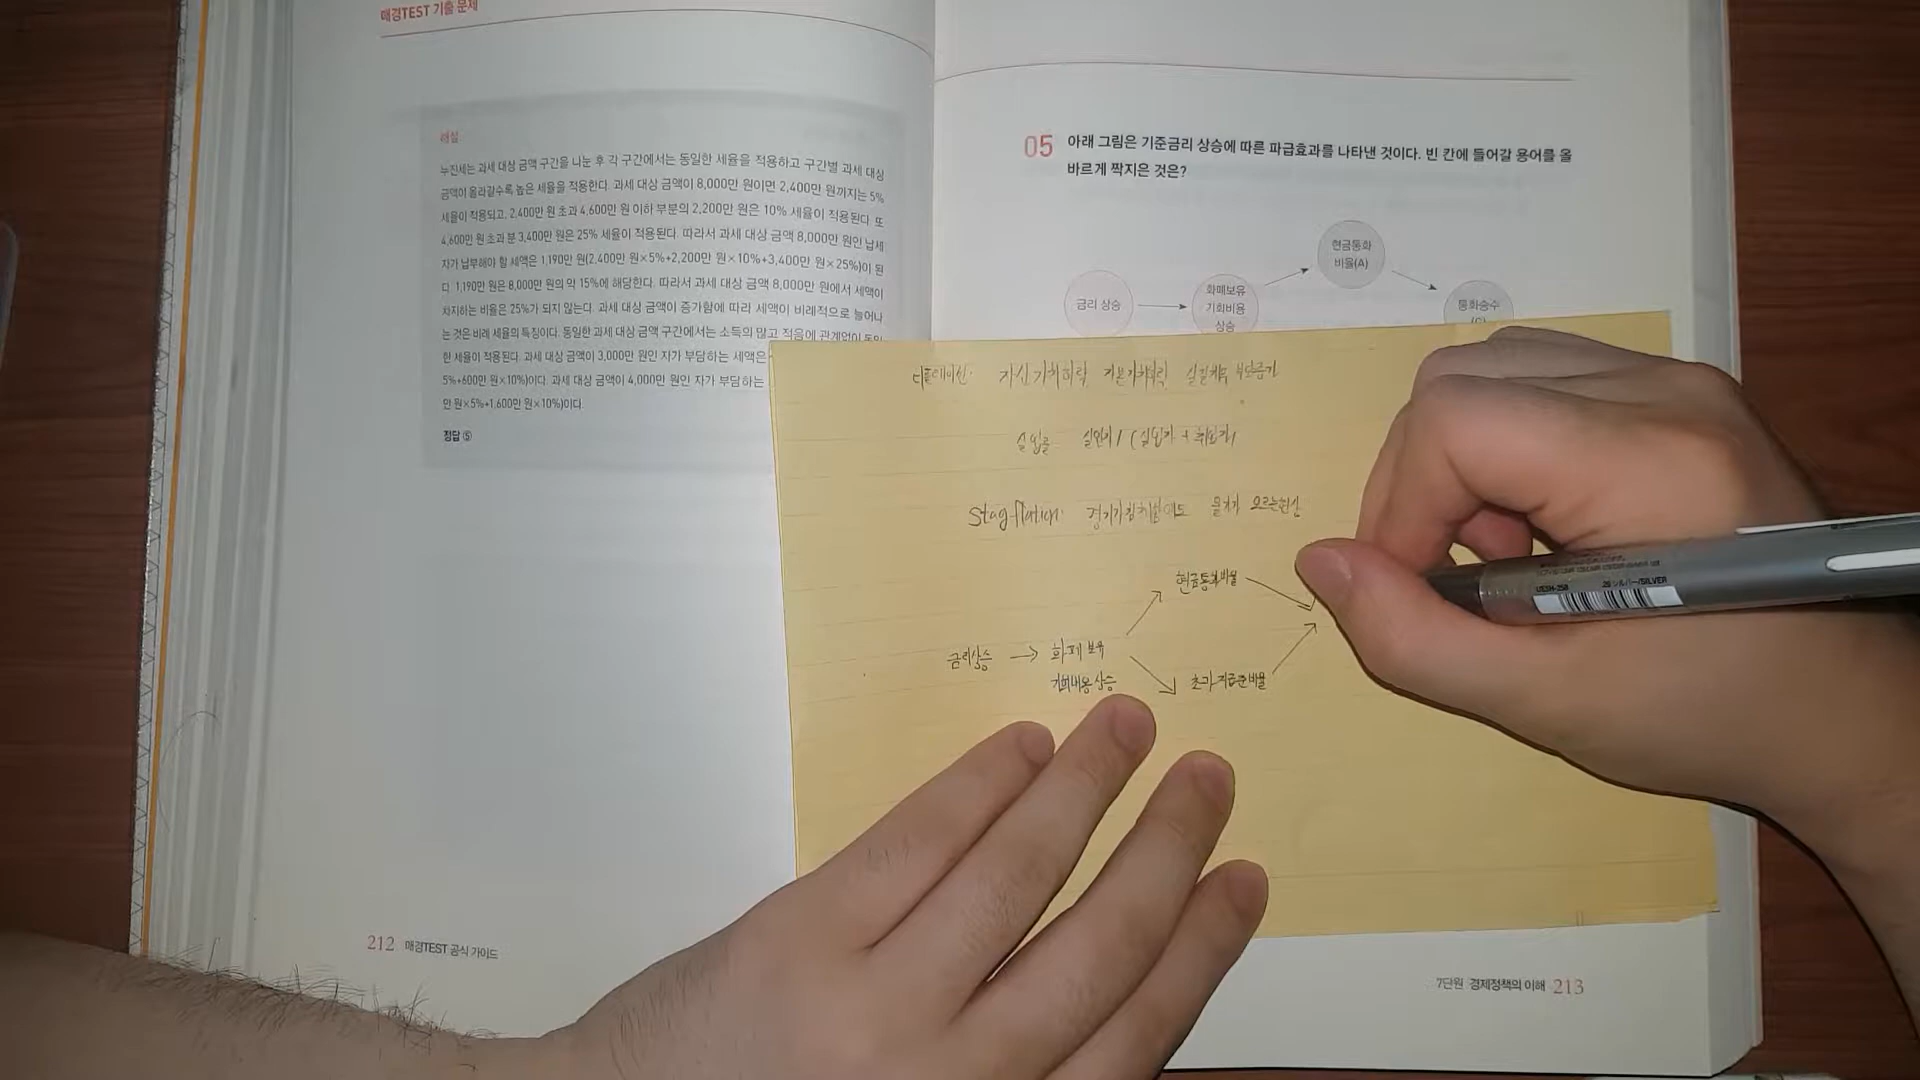 매경TEST 기출 문제
해설
누진세는 과세 대상 금액 구간을 나눈 후 각 구간에서는 동일한 세율을 적용하고 구간별 과세 대상
금액이 올라갈수록 높은 세율을 적용한다. 과세 대상 금액이 8,000만 원이면 2,400만 원까지는 5%
세율이 적용되고, 2,400만 원 초과 4,600만 원 이하 부분의 2,200만 원은 10% 세율이 적용된다. 또
4,600만 원 초과분 3,400만 원은 25% 세율이 적용된다. 따라서 과세 대상 금액 8,000만 원인 납세
자가 납부해야 할 세액은 1,190만 원(2,400만 원×5%+2,200만 원×10%+3,400만 원×25%)이 된
다. 1,190만 원은 8,000만 원의 약 15%에 해당한다. 따라서 과세 대상 금액 8,000만 원에서 세액이
차지하는 비율은 25%가 되지 않는다. 과세 대상 금액이 증가함에 따라 세액이 비례적으로 늘어나
는 것은 비례 세율의 특징이다. 동일한 과세 대상 금액 구간에서는 소득의 많고 적음에 관계없이 동일
한 세율이 적용된다. 과세 대상 금액이 3,000만 원인 자가 부담하는 세액은
5%+600만 원×10%)이다. 과세 대상 금액이 4,000만 원인 자가 부담하는
만 원×5%+1,600만 원×10%)이다.
정답 ⑤
212 매경TEST 공식 가이드
05 아래 그림은 기준금리 상승에 따른 파급효과를 나타낸 것이다. 빈 칸에 들어갈 용어를 올
바르게 짝지은 것은?
금리 상승
화폐보유
기회비용
상승
현금통화
비율(A)
통화승수
(C)
디플레이션: 자산가치하락
실업률 실업자/(실업자 + 취업자)
Stagflation: 경기가침체함에도 물가가 오르는현상
금리상승 → 화폐 보유
기회비용 상승
현금통화비율
초과지급준비율
7단원 경제정책의 이해 213